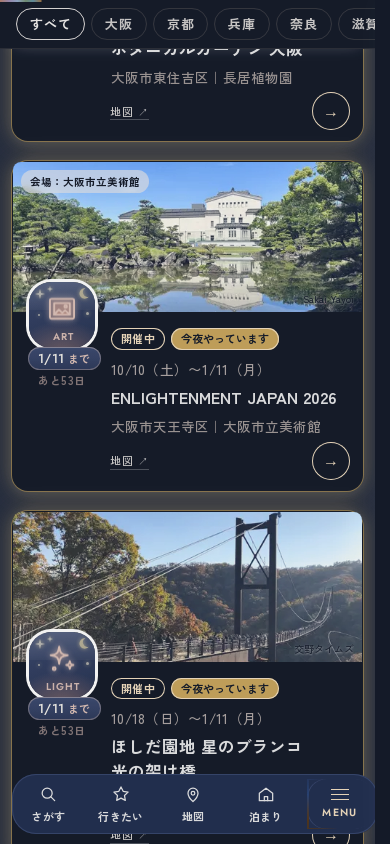 すべて
大阪
京都
兵庫
奈良
滋賀
ボタニカルガーデン 大阪
大阪市東住吉区｜長居植物園
地図 ↗
→
会場：大阪市立美術館
ART
1/11 まで
あと53日
開催中
今夜やっています
10/10（土）〜1/11（月）
ENLIGHTENMENT JAPAN 2026
大阪市天王寺区｜大阪市立美術館
地図 ↗
→
交野タイムズ
LIGHT
1/11 まで
あと53日
開催中
今夜やっています
10/18（日）〜1/11（月）
ほしだ園地 星のブランコ
光の架け橋
地図 ↗
→
さがす
行きたい
地図
泊まり
MENU